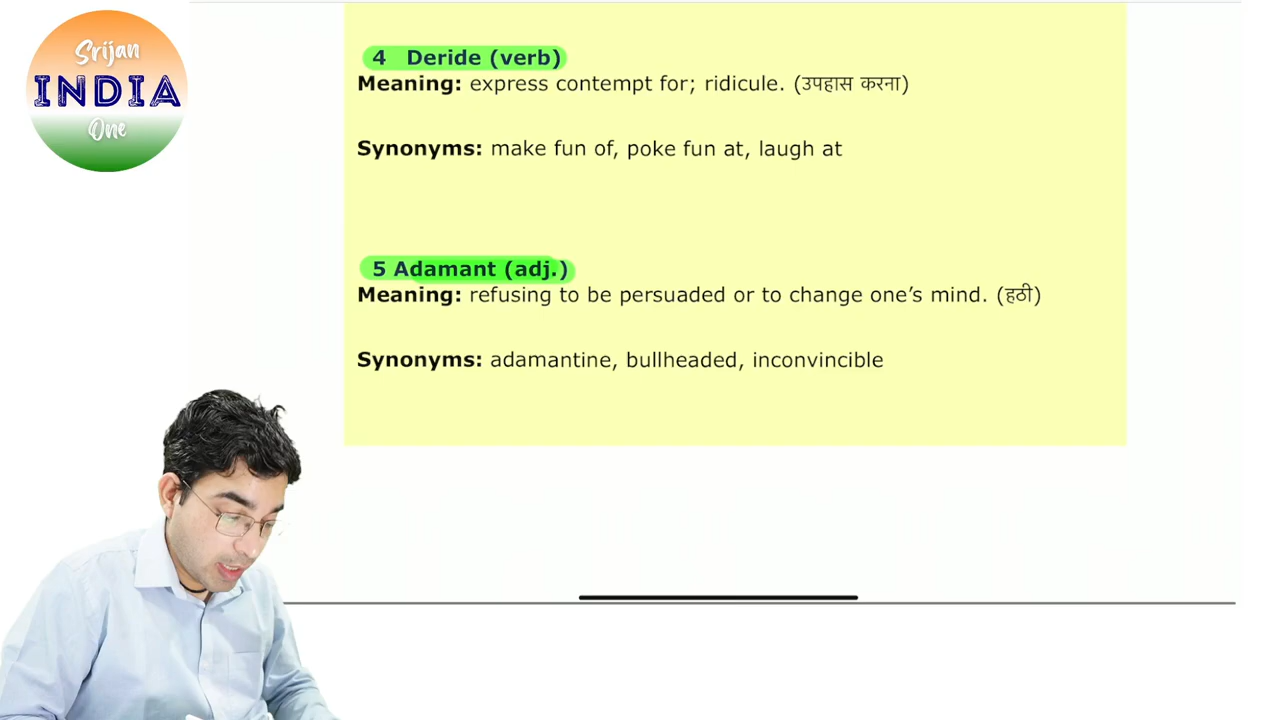 Srijan
INDIA
One
4 Deride (verb)
Meaning: express contempt for; ridicule. (उपहास करना)
Synonyms: make fun of, poke fun at, laugh at
5 Adamant (adj.)
Meaning: refusing to be persuaded or to change one’s mind. (हठी)
Synonyms: adamantine, bullheaded, inconvincible